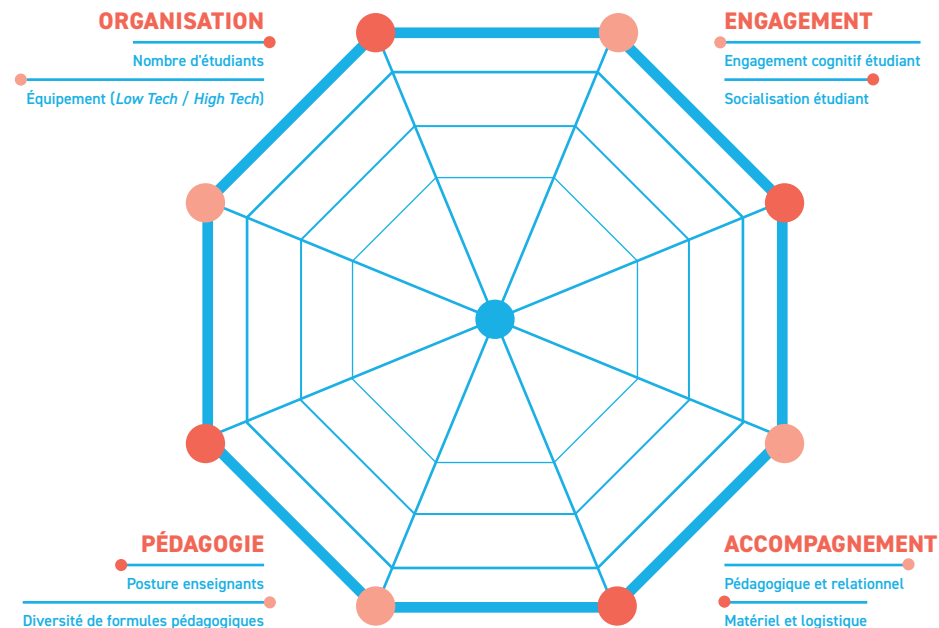 ORGANISATION
Nombre d'étudiants
Équipement (Low Tech / High Tech)
ENGAGEMENT
Engagement cognitif étudiant
Socialisation étudiant
PÉDAGOGIE
Posture enseignants
Diversité de formules pédagogiques
ACCOMPAGNEMENT
Pédagogique et relationnel
Matériel et logistique